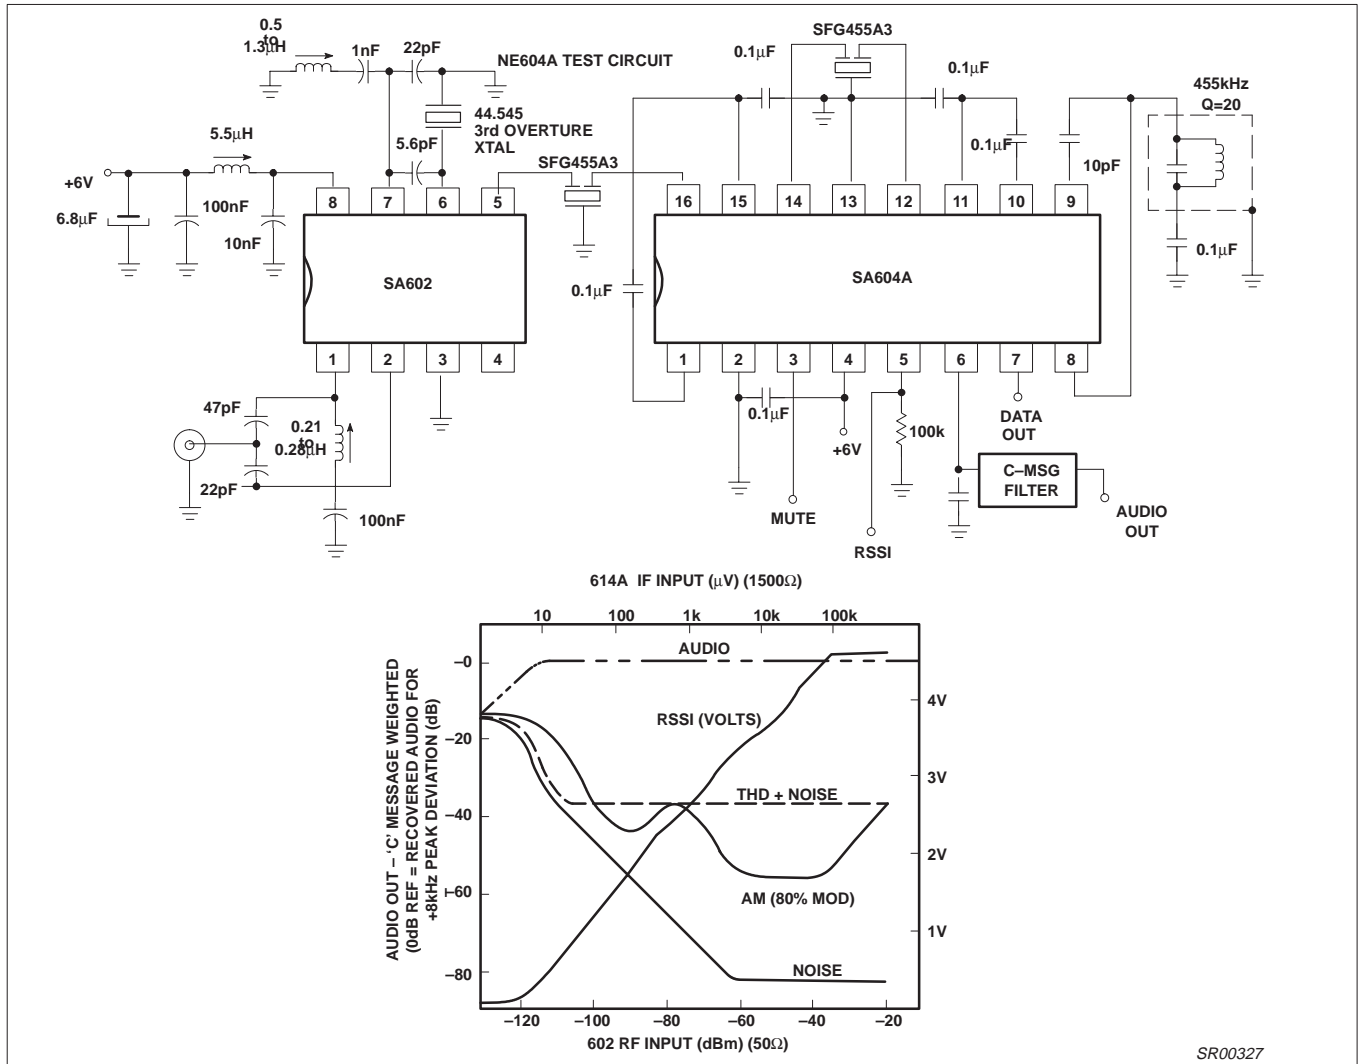 0.5
to
1.3μH
1nF
22pF
NE604A TEST CIRCUIT
SFG455A3
0.1μF
0.1μF
455kHz
Q=20
44.545
3rd OVERTURE
XTAL
5.5μH
5.6pF
SFG455A3
0.1μF
10pF
+6V
6.8μF
100nF
10nF
0.1μF
8
7
6
5
16
15
14
13
12
11
10
9
SA602
SA604A
0.1μF
1
2
3
4
1
2
3
4
5
6
7
8
47pF
0.21
to
0.28μH
22pF
100nF
0.1μF
+6V
100k
DATA
OUT
C–MSG
FILTER
MUTE
RSSI
AUDIO
OUT
614A IF INPUT (μV) (1500Ω)
10
100
1k
10k
100k
AUDIO OUT – 'C' MESSAGE WEIGHTED
(0dB REF = RECOVERED AUDIO FOR
+8kHz PEAK DEVIATION (dB)
–0
–20
–40
–60
–80
AUDIO
RSSI (VOLTS)
THD + NOISE
AM (80% MOD)
NOISE
4V
3V
2V
1V
–120
–100
–80
–60
–40
–20
602 RF INPUT (dBm) (50Ω)
SR00327